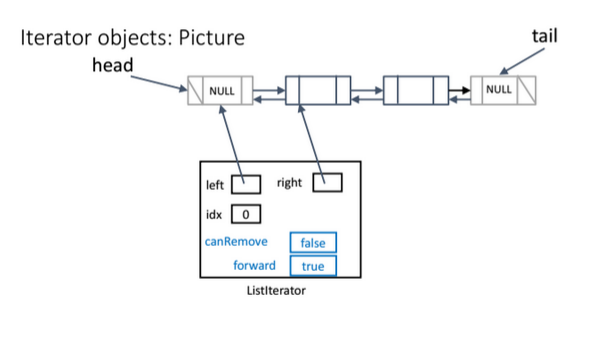 Iterator objects: Picture
tail
head
NULL
NULL
left
right
idx
0
canRemove
false
forward
true
ListIterator